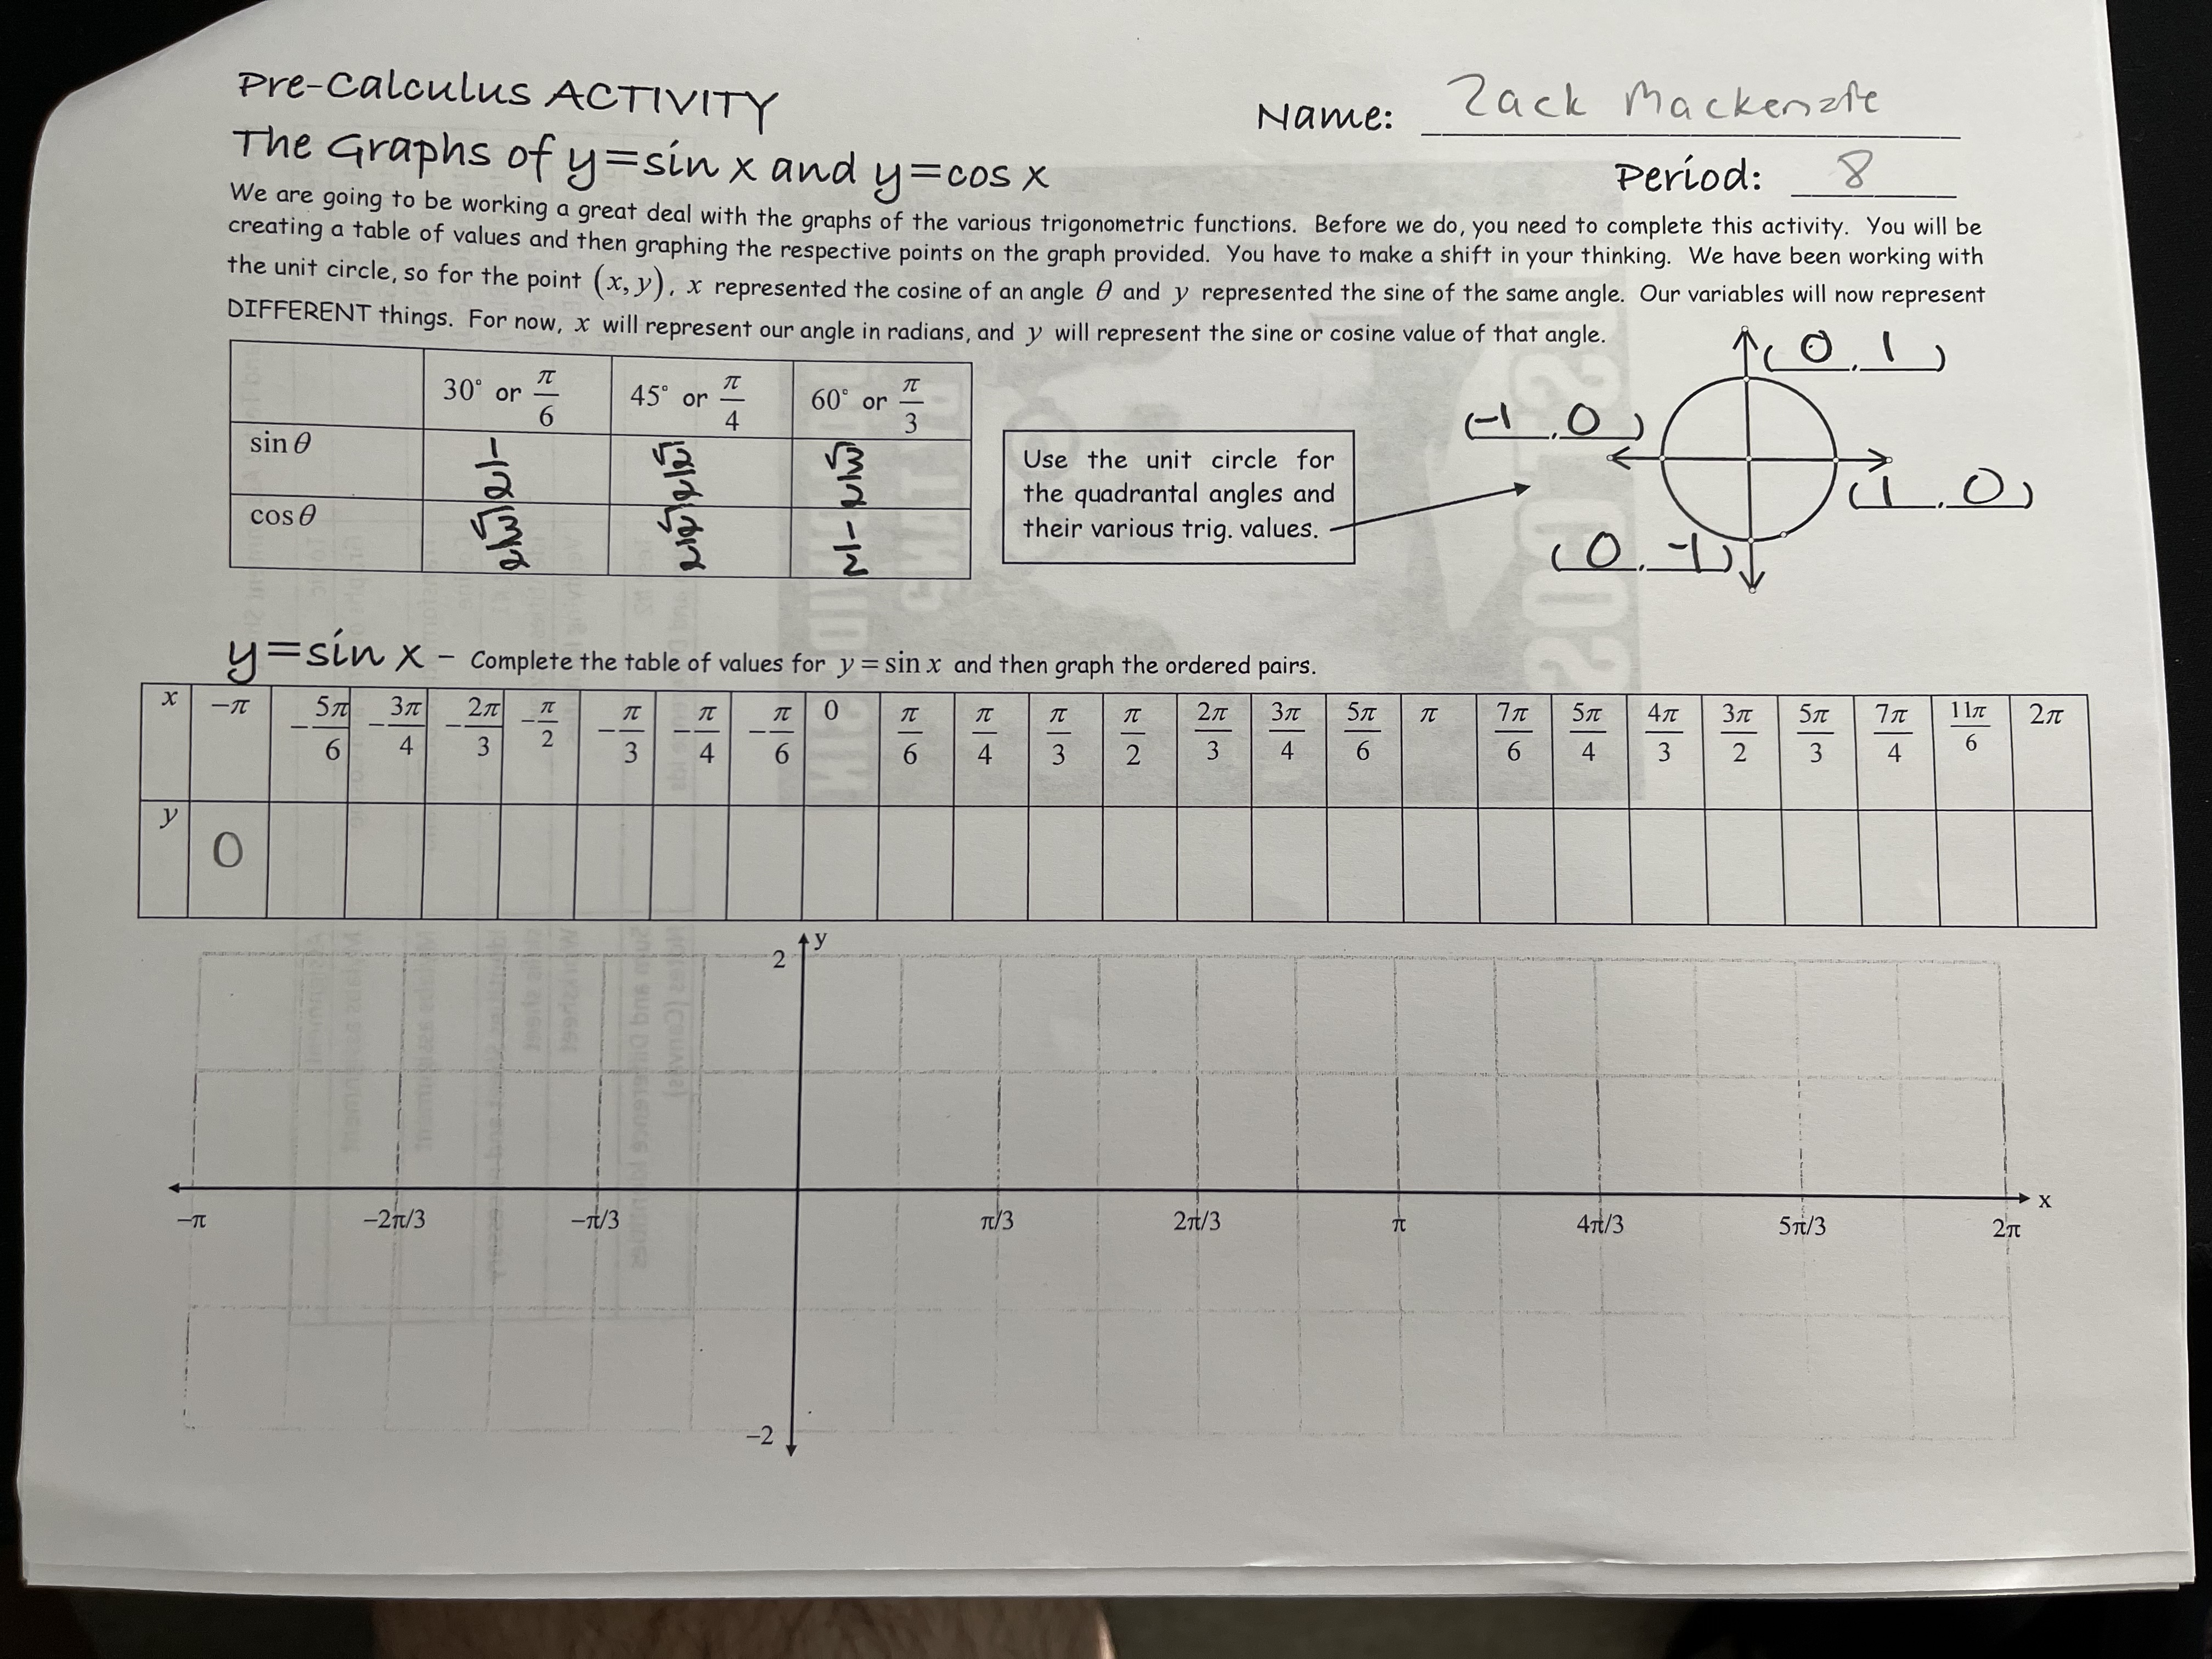 Pre-Calculus ACTIVITY
Name: Zack Mackenzie
The Graphs of y=sin x and y=cos x
Period: 8
We are going to be working a great deal with the graphs of the various trigonometric functions. Before we do, you need to complete this activity. You will be
creating a table of values and then graphing the respective points on the graph provided. You have to make a shift in your thinking. We have been working with
the unit circle, so for the point (x, y), x represented the cosine of an angle θ and y represented the sine of the same angle. Our variables will now represent
DIFFERENT things. For now, x will represent our angle in radians, and y will represent the sine or cosine value of that angle.
30° or π/6 45° or π/4 60° or π/3
sin θ 1/2 √2/2 √3/2
cos θ √3/2 √2/2 1/2
Use the unit circle for
the quadrantal angles and
their various trig. values.
(0, 1)
(-1, 0)
(1, 0)
(0, -1)
y=sin x – Complete the table of values for y = sin x and then graph the ordered pairs.
x −π −5π/6 −3π/4 −2π/3 −π/2 −π/3 −π/4 −π/6 0 π/6 π/4 π/3 π/2 2π/3 3π/4 5π/6 π 7π/6 5π/4 4π/3 3π/2 5π/3 7π/4 11π/6 2π
y 0
y
2
x
−π −2π/3 −π/3 π/3 2π/3 π 4π/3 5π/3 2π
−2